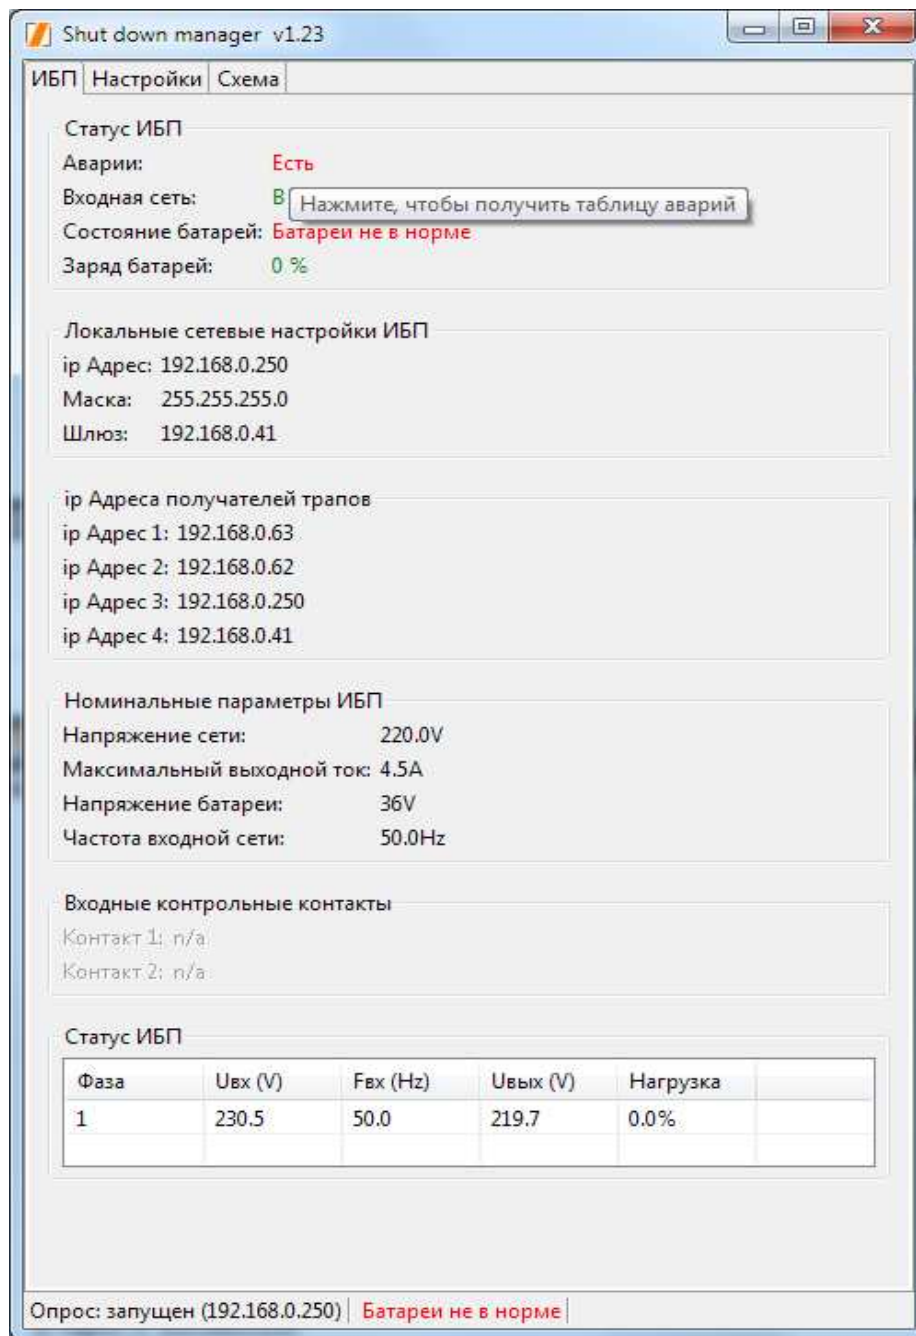 Shut down manager v1.23
ИБП Настройки Схема
Статус ИБП
Аварии: Есть
Входная сеть: В
Нажмите, чтобы получить таблицу аварий
Состояние батарей: Батареи не в норме
Заряд батарей: 0 %
Локальные сетевые настройки ИБП
ip Адрес: 192.168.0.250
Маска: 255.255.255.0
Шлюз: 192.168.0.41
ip Адреса получателей трапов
ip Адрес 1: 192.168.0.63
ip Адрес 2: 192.168.0.62
ip Адрес 3: 192.168.0.250
ip Адрес 4: 192.168.0.41
Номинальные параметры ИБП
Напряжение сети: 220.0V
Максимальный выходной ток: 4.5A
Напряжение батареи: 36V
Частота входной сети: 50.0Hz
Входные контрольные контакты
Контакт 1: n/a
Контакт 2: n/a
Статус ИБП
Фаза Uвх (V) Fвх (Hz) Uвых (V) Нагрузка
1 230.5 50.0 219.7 0.0%
Опрос: запущен (192.168.0.250) Батареи не в норме